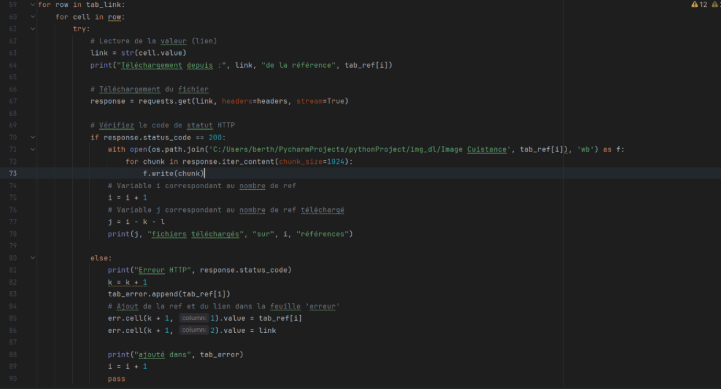 12
59 for row in tab_link:
60 for cell in row:
61 try:
62 # Lecture de la valeur (lien)
63 link = str(cell.value)
64 print("Téléchargement depuis :", link, "de la référence", tab_ref[i])
65
66 # Téléchargement du fichier
67 response = requests.get(link, headers=headers, stream=True)
68
69 # Vérifiez le code de statut HTTP
70 if response.status_code == 200:
71 with open(os.path.join('C:/Users/berth/PycharmProjects/pythonProject/img_dl/Image Cuistance', tab_ref[i]), 'wb') as f:
72 for chunk in response.iter_content(chunk_size=1024):
73 f.write(chunk)
74 # Variable i correspondant au nombre de ref
75 i = i + 1
76 # Variable j correspondant au nombre de ref téléchargé
77 j = i - k - l
78 print(j, "fichiers téléchargés", "sur", i, "références")
79
80 else:
81 print("Erreur HTTP", response.status_code)
82 k = k + 1
83 tab_error.append(tab_ref[i])
84 # Ajout de la ref et du lien dans la feuille 'erreur'
85 err.cell(k + 1, column: 1).value = tab_ref[i]
86 err.cell(k + 1, column: 2).value = link
87
88 print("ajouté dans", tab_error)
89 i = i + 1
90 pass